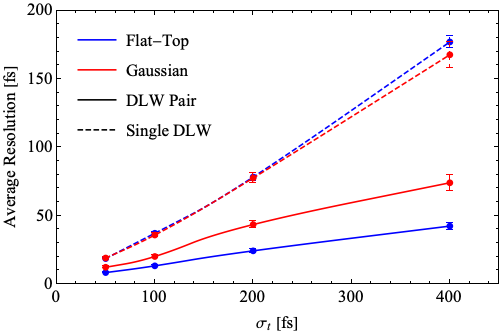 200
150
100
50
0
0
100
200
300
400
Average Resolution [fs]
σt [fs]
Flat−Top
Gaussian
DLW Pair
Single DLW